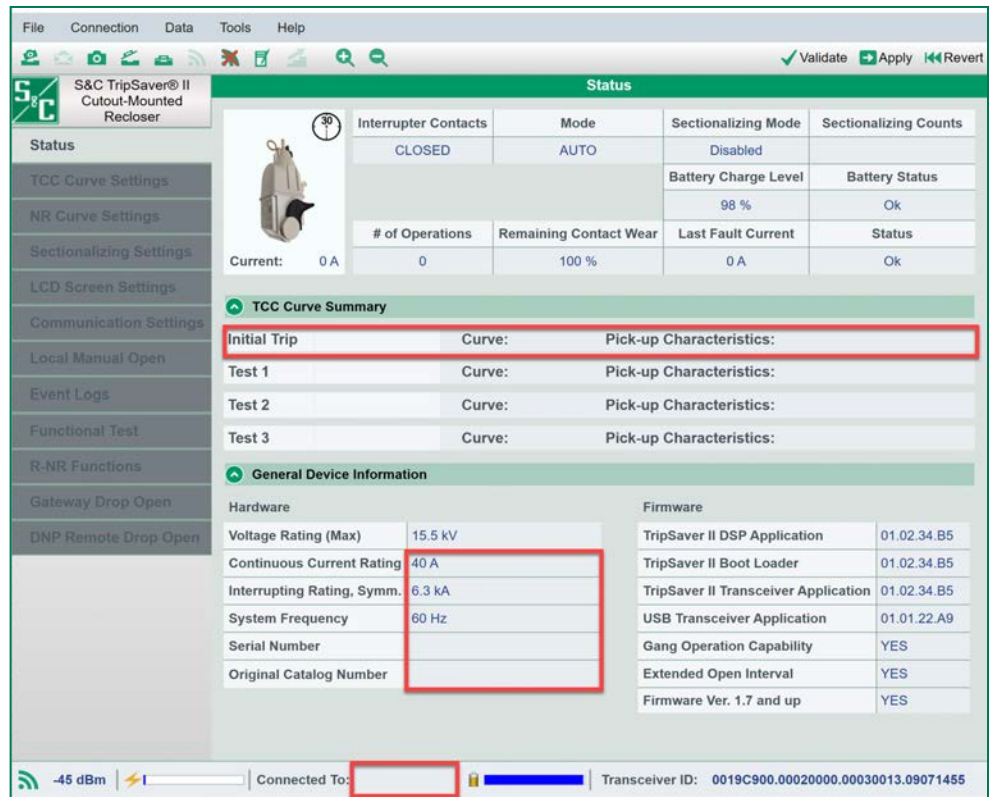 File Connection Data Tools Help
Validate Apply Revert
S&C
S&C TripSaver® II
Cutout-Mounted
Recloser
Status
TCC Curve Settings
NR Curve Settings
Sectionalizing Settings
LCD Screen Settings
Communication Settings
Local Manual Open
Event Logs
Functional Test
R-NR Functions
Gateway Drop Open
DNP Remote Drop Open
Status
30
Current: 0 A
Interrupter Contacts Mode Sectionalizing Mode Sectionalizing Counts
CLOSED AUTO Disabled
Battery Charge Level Battery Status
98 % Ok
# of Operations Remaining Contact Wear Last Fault Current Status
0 100 % 0 A Ok
TCC Curve Summary
Initial Trip Curve: Pick-up Characteristics:
Test 1 Curve: Pick-up Characteristics:
Test 2 Curve: Pick-up Characteristics:
Test 3 Curve: Pick-up Characteristics:
General Device Information
Hardware
Voltage Rating (Max) 15.5 kV
Continuous Current Rating 40 A
Interrupting Rating, Symm. 6.3 kA
System Frequency 60 Hz
Serial Number
Original Catalog Number
Firmware
TripSaver II DSP Application 01.02.34.B5
TripSaver II Boot Loader 01.02.34.B5
TripSaver II Transceiver Application 01.02.34.B5
USB Transceiver Application 01.01.22.A9
Gang Operation Capability YES
Extended Open Interval YES
Firmware Ver. 1.7 and up YES
-45 dBm Connected To: Transceiver ID: 0019C900.00020000.00030013.09071455